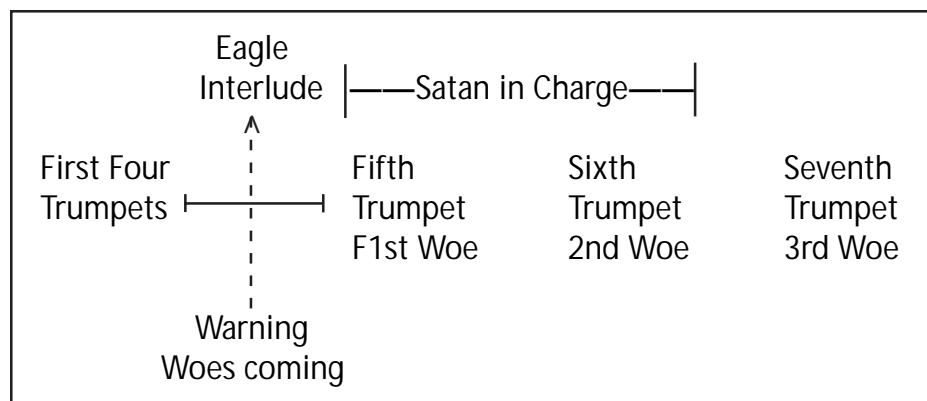 Eagle
Interlude
Satan in Charge
First Four
Trumpets
Fifth
Trumpet
F1st Woe
Sixth
Trumpet
2nd Woe
Seventh
Trumpet
3rd Woe
Warning
Woes coming